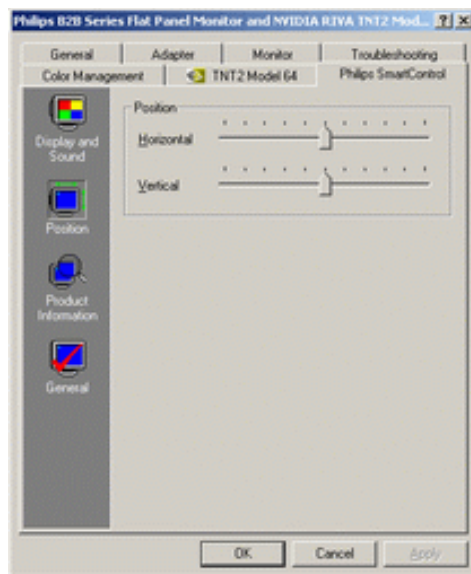 Philips B2B Series Flat Panel Monitor and NVIDIA RIVA TNT2 Mod...
General
Adapter
Monitor
Troubleshooting
Color Management
TNT2 Model 64
Philips SmartControl
Display and
Sound
Position
Product
Information
General
Position
Horizontal
Vertical
OK
Cancel
Apply